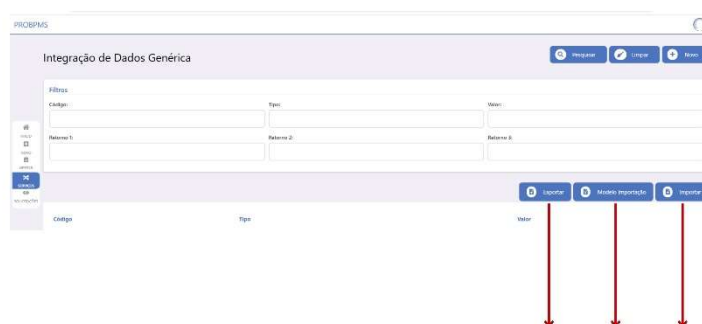 PROBPMS
Integração de Dados Genérica
Pesquisar Limpar Novo
Filtros
Código: Tipo: Valor:
Retorno 1: Retorno 2: Retorno 3:
Exportar Modelo Importação Importar
Código Tipo Valor